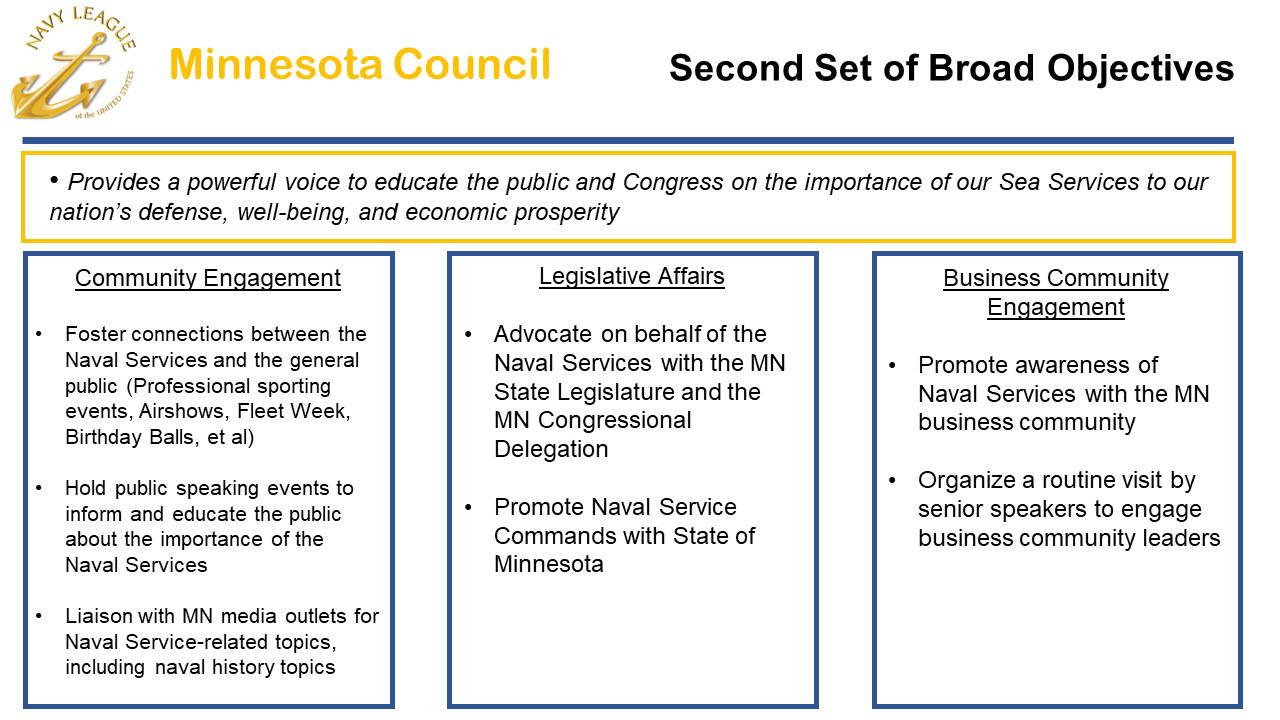 NAVY LEAGUE
of the UNITED STATES
Minnesota Council
Second Set of Broad Objectives
• Provides a powerful voice to educate the public and Congress on the importance of our Sea Services to our
nation’s defense, well-being, and economic prosperity
Community Engagement
• Foster connections between the
Naval Services and the general
public (Professional sporting
events, Airshows, Fleet Week,
Birthday Balls, et al)
• Hold public speaking events to
inform and educate the public
about the importance of the
Naval Services
• Liaison with MN media outlets for
Naval Service-related topics,
including naval history topics
Legislative Affairs
• Advocate on behalf of the
Naval Services with the MN
State Legislature and the
MN Congressional
Delegation
• Promote Naval Service
Commands with State of
Minnesota
Business Community
Engagement
• Promote awareness of
Naval Services with the MN
business community
• Organize a routine visit by
senior speakers to engage
business community leaders